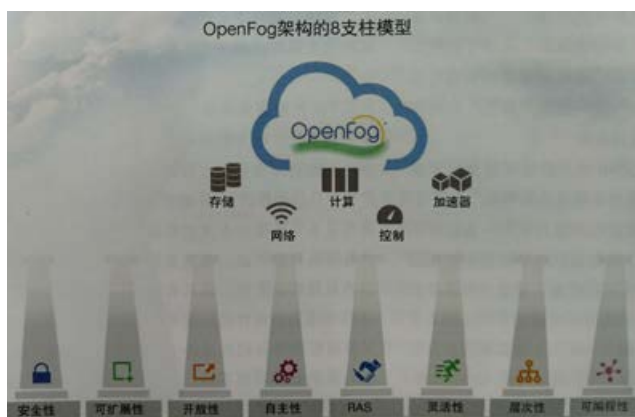 OpenFog架构的8支柱模型
OpenFog
存储
计算
加速器
网络
控制
安全性
可扩展性
开放性
自主性
RAS
灵活性
层次性
可编程性